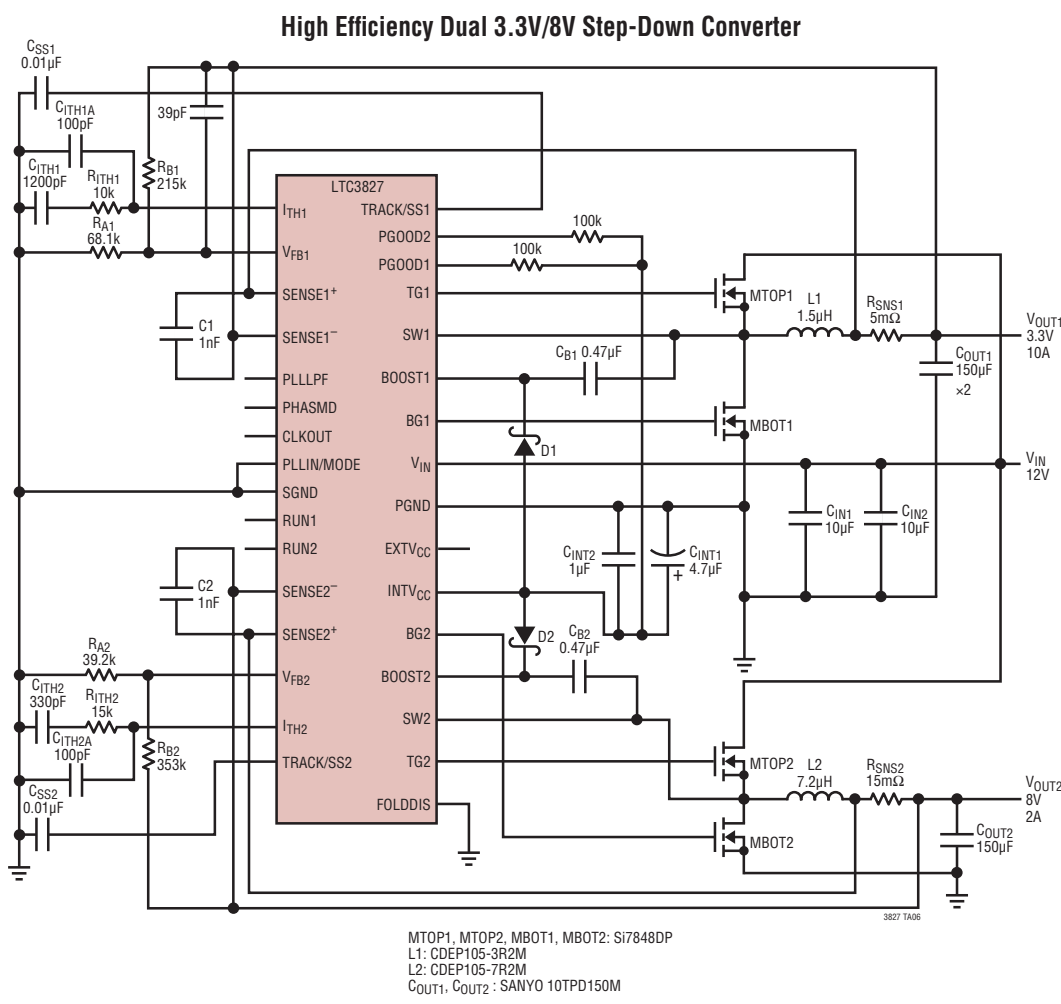 High Efficiency Dual 3.3V/8V Step-Down Converter
CSS1
0.01µF
CITH1A
100pF
39pF
CITH1
1200pF
RITH1
10k
RB1
215k
RA1
68.1k
C1
1nF
C2
1nF
RA2
39.2k
CITH2
330pF
RITH2
15k
CITH2A
100pF
RB2
353k
CSS2
0.01µF
LTC3827
ITH1
VFB1
SENSE1+
SENSE1–
PLLLPF
PHASMD
CLKOUT
PLLIN/MODE
SGND
RUN1
RUN2
SENSE2–
SENSE2+
VFB2
ITH2
TRACK/SS2
TRACK/SS1
PGOOD2
PGOOD1
TG1
SW1
BOOST1
BG1
VIN
PGND
EXTVCC
INTVCC
BG2
BOOST2
SW2
TG2
FOLDDIS
100k
100k
MTOP1
L1
1.5µH
RSNS1
5mΩ
VOUT1
3.3V
10A
CB1 0.47µF
COUT1
150µF
×2
MBOT1
D1
VIN
12V
CIN1
10µF
CIN2
10µF
CINT2
1µF
CINT1
4.7µF
+
D2
CB2
0.47µF
MTOP2
L2
7.2µH
RSNS2
15mΩ
VOUT2
8V
2A
MBOT2
COUT2
150µF
3827 TA06
MTOP1, MTOP2, MBOT1, MBOT2: Si7848DP
L1: CDEP105-3R2M
L2: CDEP105-7R2M
COUT1, COUT2 : SANYO 10TPD150M